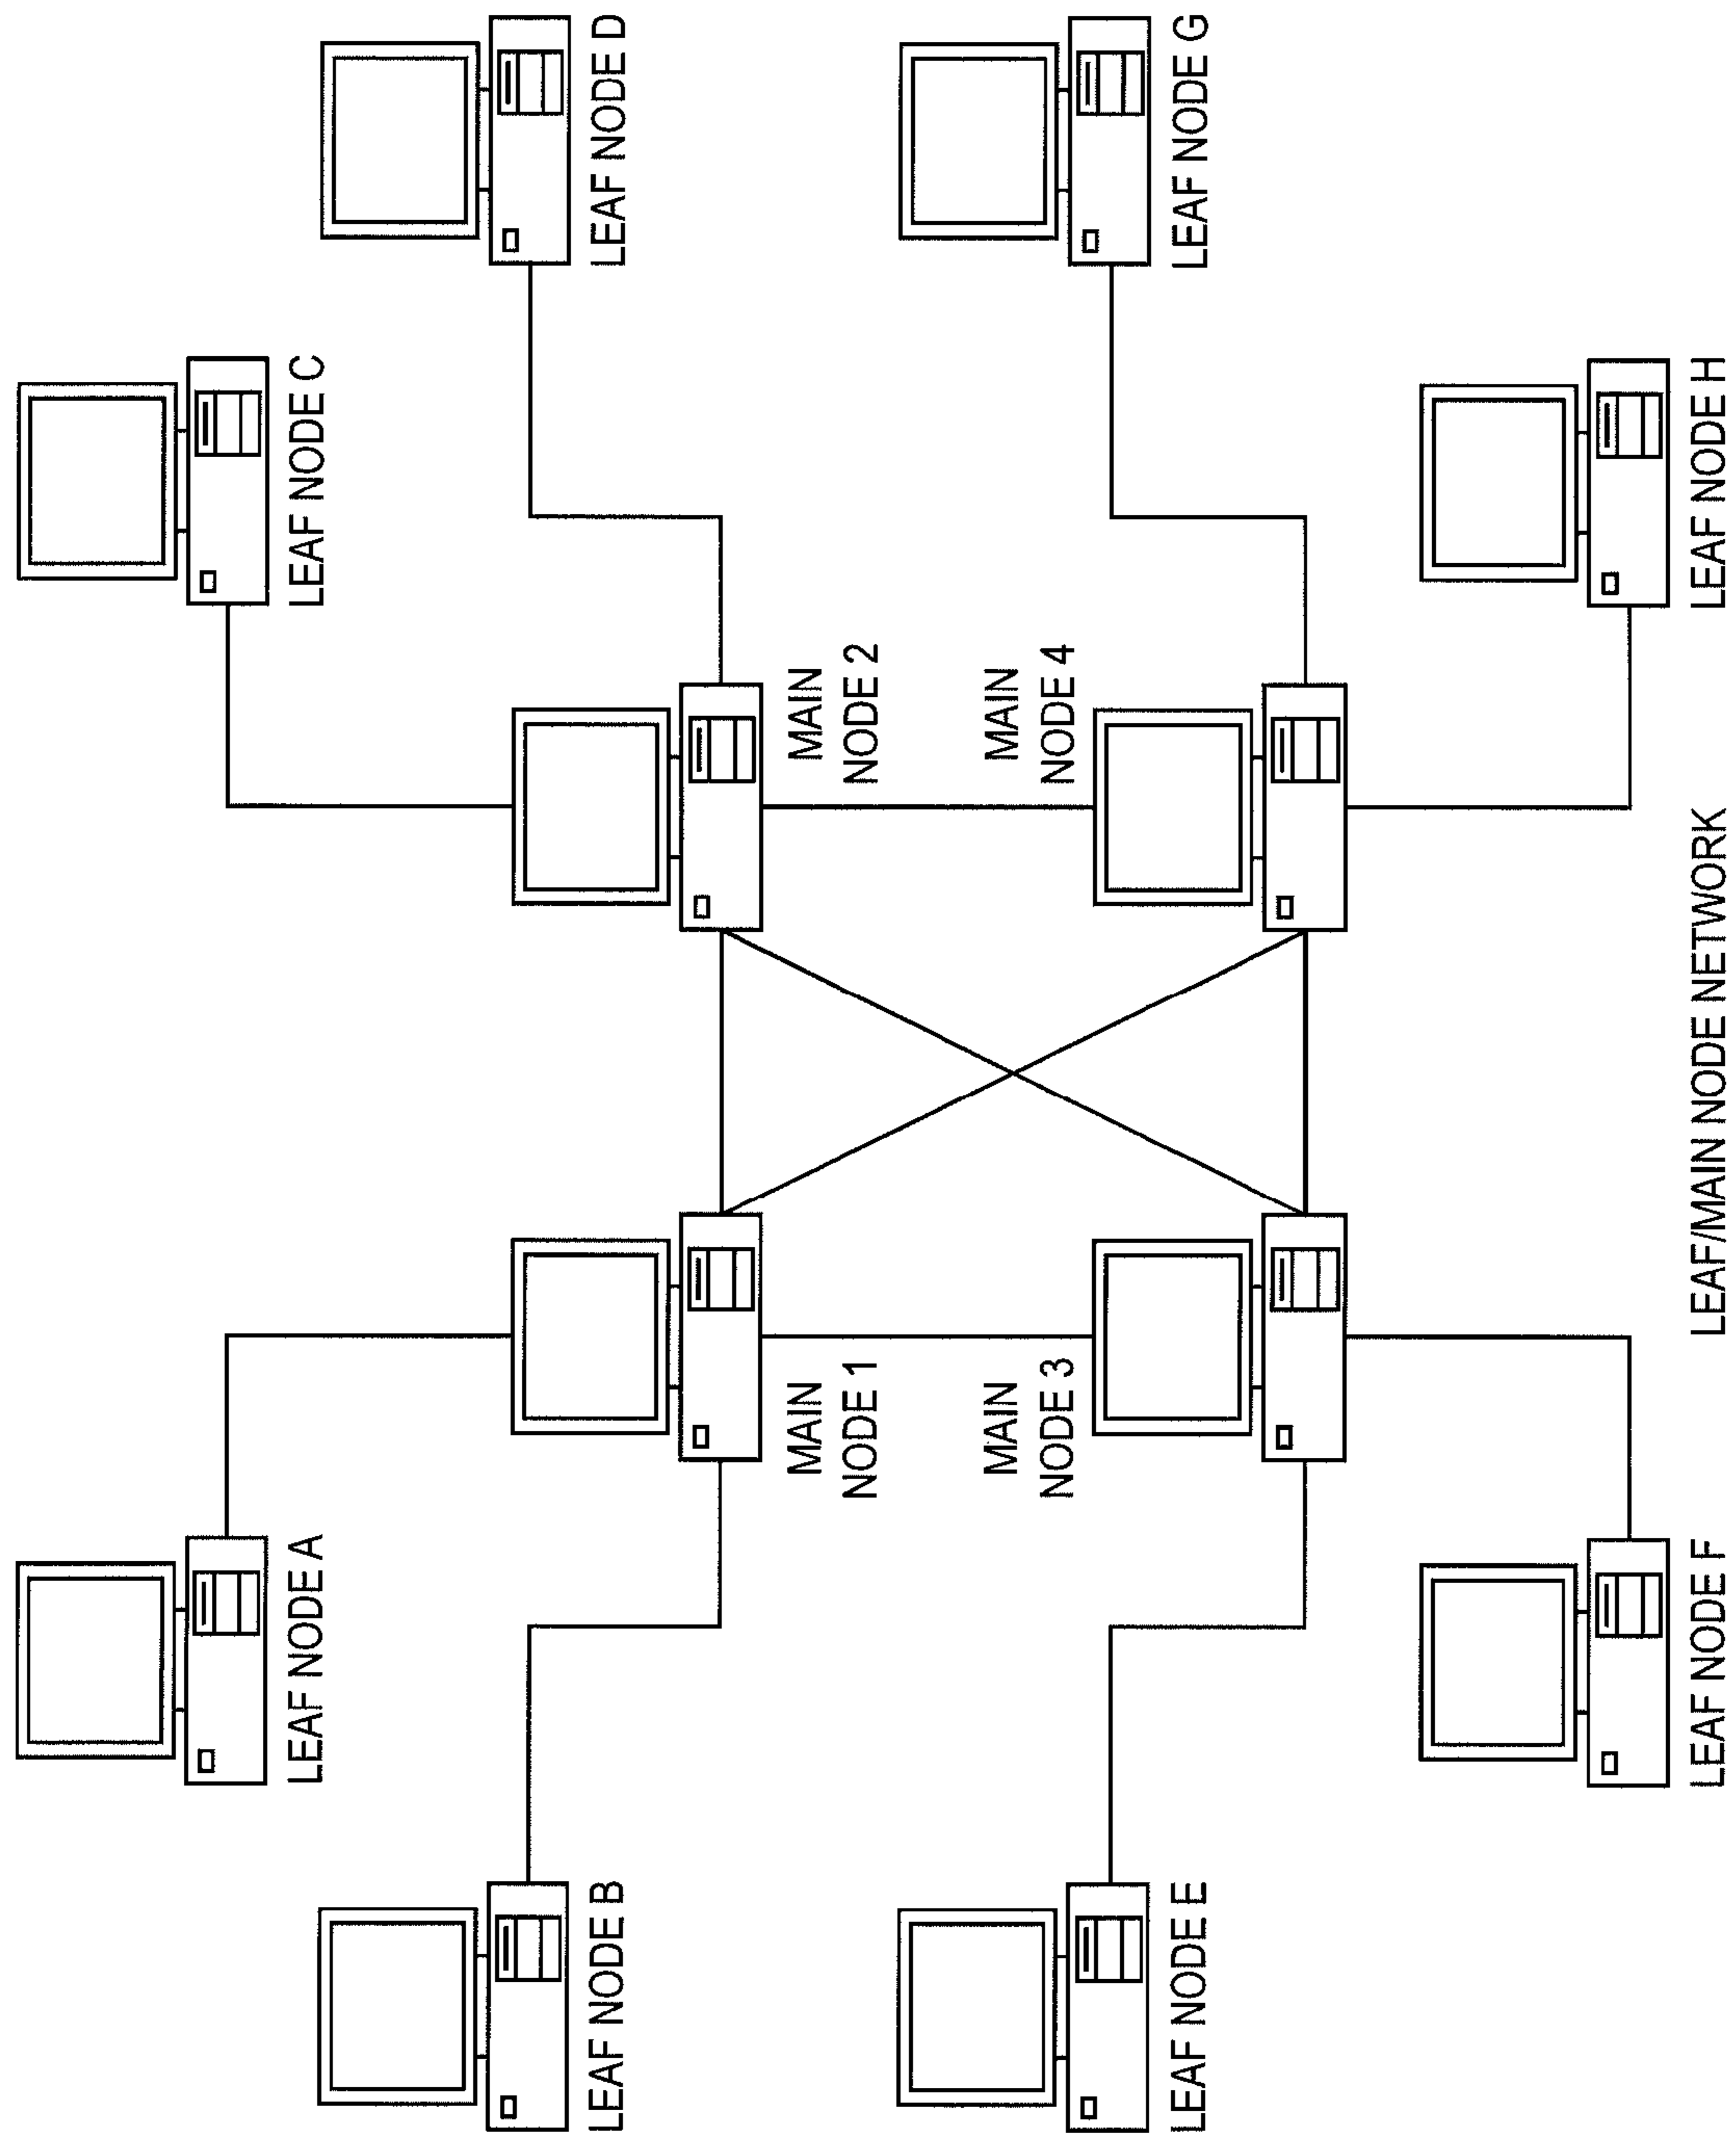 LEAF NODE A
LEAF NODE C
LEAF NODE B
LEAF NODE D
MAIN
NODE 1
MAIN
NODE 2
MAIN
NODE 3
MAIN
NODE 4
LEAF NODE E
LEAF NODE G
LEAF NODE F
LEAF/MAIN NODE NETWORK
LEAF NODE H